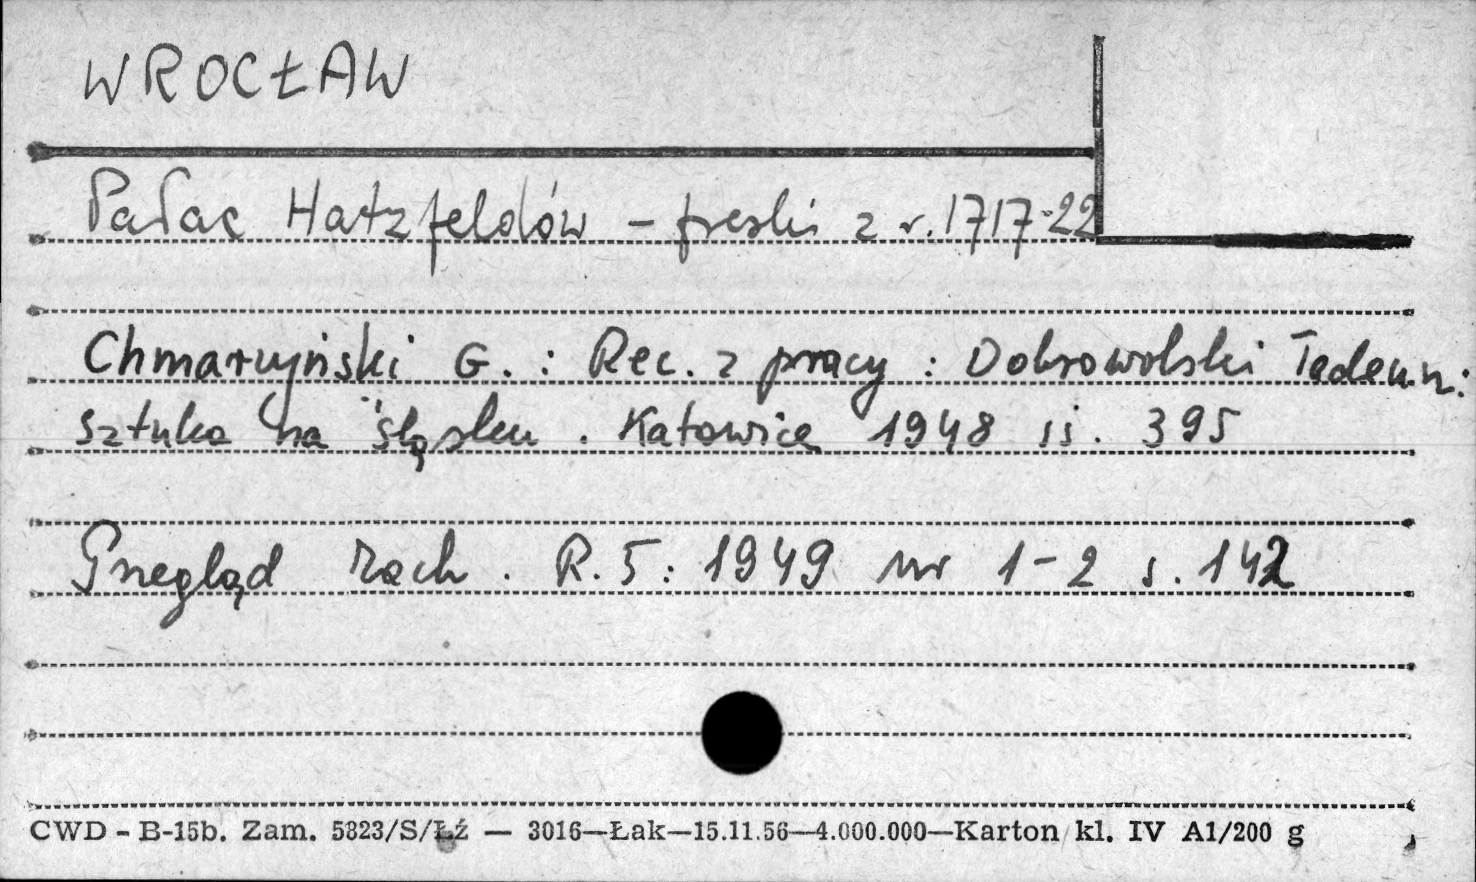 WROCŁAW
Pałac Hatzfeldów - freski z r. 1717-22
Chmarzyński G. : Rec. z pracy : Dobrowolski Tadeusz:
Sztuka na Śląsku . Katowice 1948 ss. 395
Przegląd Zach. R. 5: 1949 nr 1-2 s. 142
CWD - B-15b. Zam. 5823/S/Łź — 3016—Łak—15.11.56—4.000.000—Karton kl. IV A1/200 g